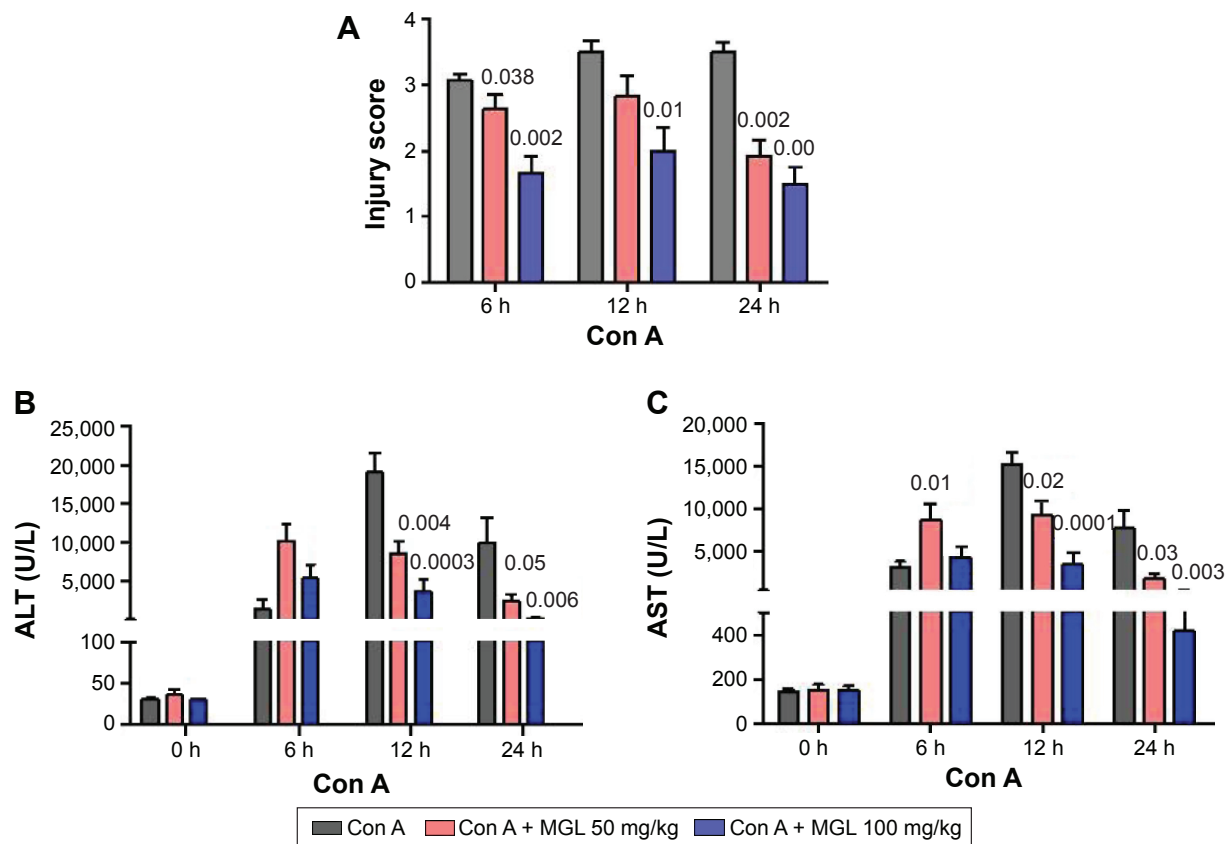 A
Injury score
4
3
2
1
0
0.038
0.002
0.01
0.002
0.00
6 h 12 h 24 h
Con A
B
ALT (U/L)
25,000
20,000
15,000
10,000
5,000
100
50
0
0.004
0.0003
0.05
0.006
0 h 6 h 12 h 24 h
Con A
C
AST (U/L)
20,000
15,000
10,000
5,000
400
200
0
0.01
0.02
0.0001
0.03
0.003
0 h 6 h 12 h 24 h
Con A
Con A Con A + MGL 50 mg/kg Con A + MGL 100 mg/kg